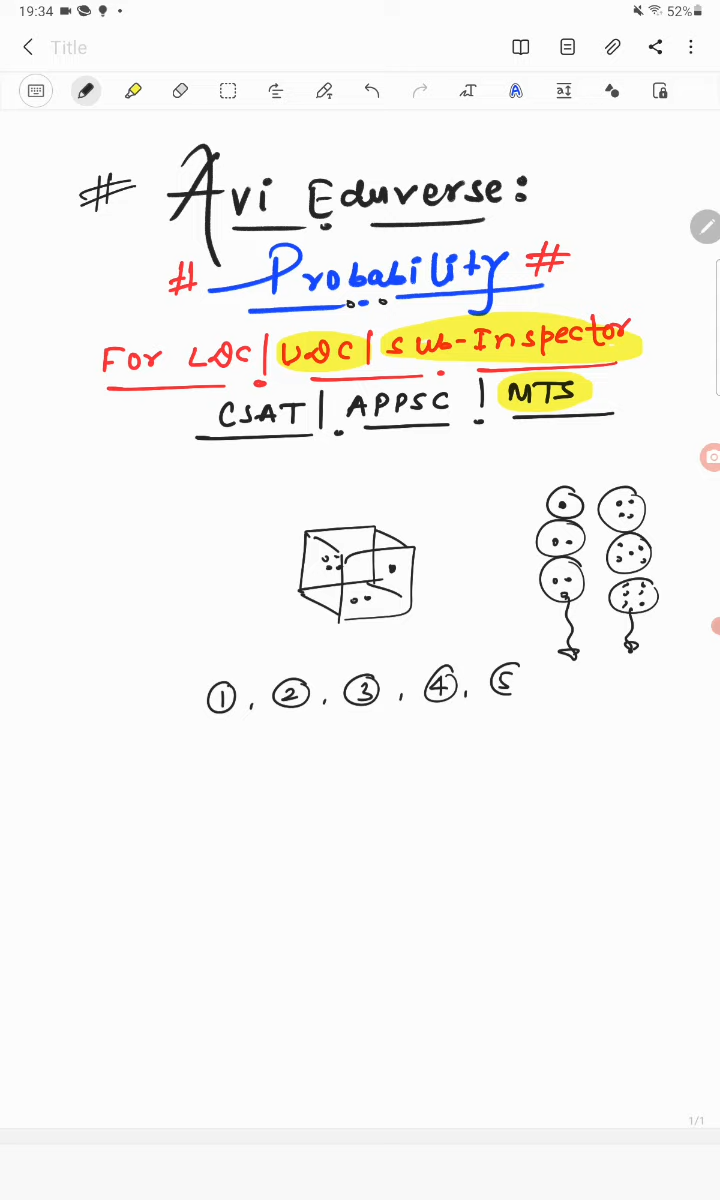 19:34 52%
Title
# Avi Eduverse:
# Probability #
For LDC | UDC | Sub-Inspector
CSAT | APPSC | MTS
1, 2, 3, 4, 5
1/1